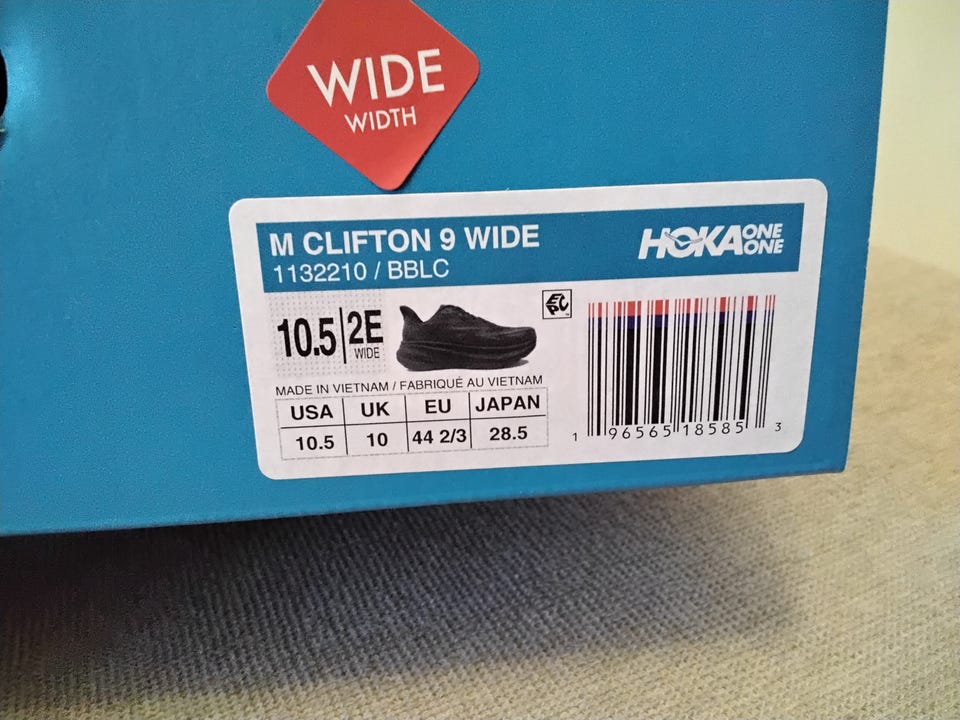 WIDE
WIDTH
M CLIFTON 9 WIDE
1132210 / BBLC
HOKA ONE ONE
10.5 2E
WIDE
EPC
MADE IN VIETNAM / FABRIQUÉ AU VIETNAM
USA UK EU JAPAN
10.5 10 44 2/3 28.5
1 96565 18585 3